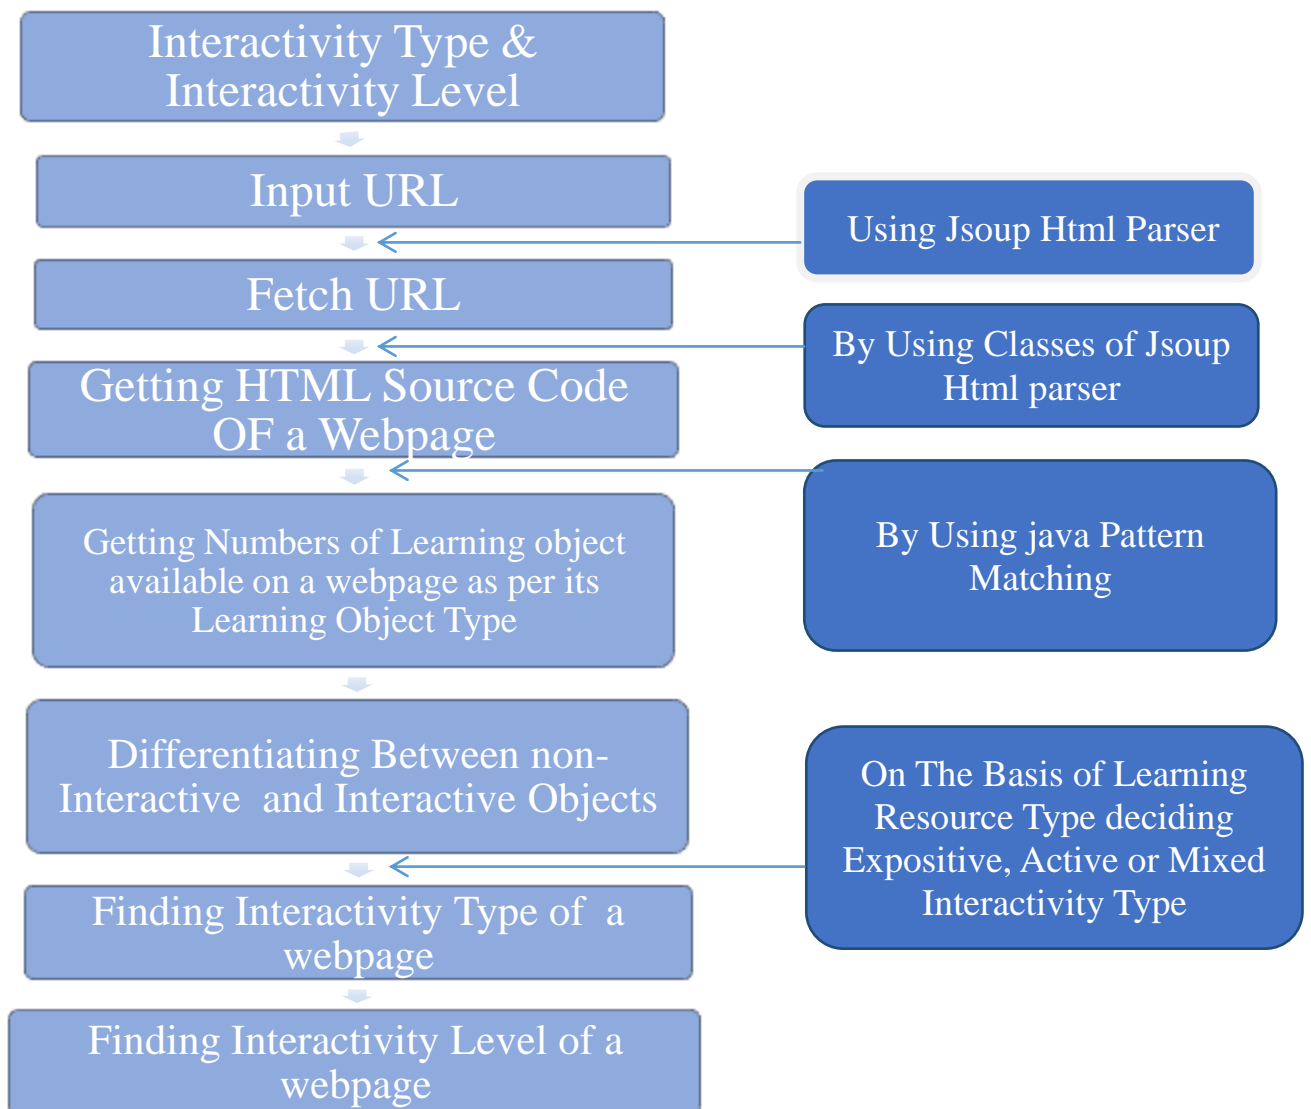 Interactivity Type &
Interactivity Level
Input URL
Using Jsoup Html Parser
Fetch URL
By Using Classes of Jsoup
Html parser
Getting HTML Source Code
OF a Webpage
By Using java Pattern
Matching
Getting Numbers of Learning object
available on a webpage as per its
Learning Object Type
Differentiating Between non-
Interactive and Interactive Objects
On The Basis of Learning
Resource Type deciding
Expositive, Active or Mixed
Interactivity Type
Finding Interactivity Type of a
webpage
Finding Interactivity Level of a
webpage